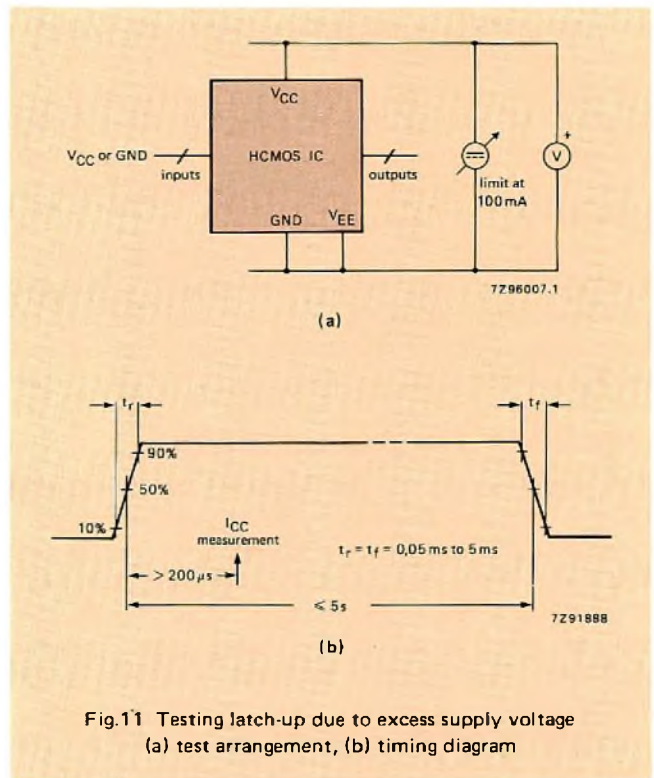 VCC
VCC or GND
inputs
HCMOS IC
outputs
GND VEE
limit at
100 mA
V
+
7Z96007.1
(a)
tr
tf
90%
50%
10%
ICC
measurement
tr = tf = 0,05 ms to 5 ms
> 200 μs
≤ 5s
7Z91888
(b)
Fig.11 Testing latch-up due to excess supply voltage
(a) test arrangement, (b) timing diagram